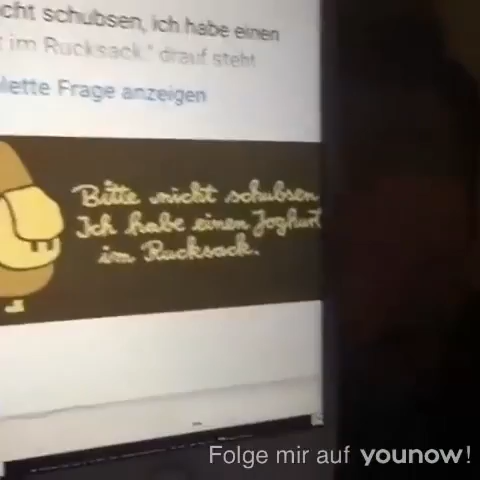 cht schubsen, ich habe einen
im Rucksack." drauf steht
lette Frage anzeigen
Bitte nicht schubsen,
Ich habe einen Joghurt
im Rucksack.
Folge mir auf younow!